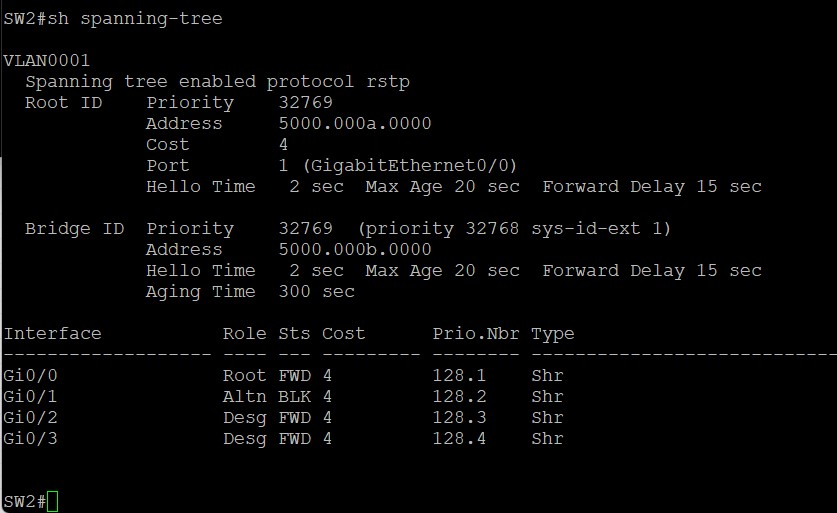 SW2#sh spanning-tree
VLAN0001
  Spanning tree enabled protocol rstp
  Root ID    Priority    32769
             Address     5000.000a.0000
             Cost        4
             Port        1 (GigabitEthernet0/0)
             Hello Time   2 sec  Max Age 20 sec  Forward Delay 15 sec
  Bridge ID  Priority    32769  (priority 32768 sys-id-ext 1)
             Address     5000.000b.0000
             Hello Time   2 sec  Max Age 20 sec  Forward Delay 15 sec
             Aging Time  300 sec
Interface           Role Sts Cost      Prio.Nbr Type
------------------- ---- --- --------- -------- ----------------------------
Gi0/0               Root FWD 4         128.1    Shr
Gi0/1               Altn BLK 4         128.2    Shr
Gi0/2               Desg FWD 4         128.3    Shr
Gi0/3               Desg FWD 4         128.4    Shr
SW2#